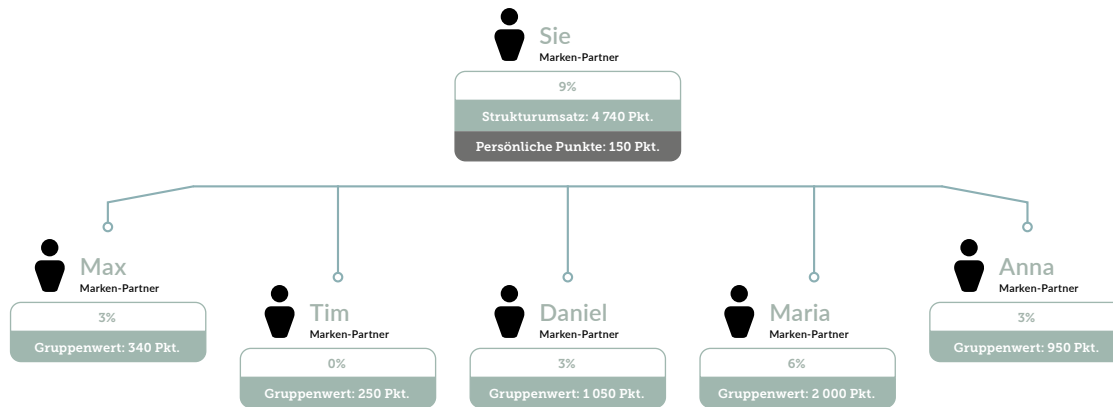 Sie
Marken-Partner
9%
Strukturumsatz: 4 740 Pkt.
Persönliche Punkte: 150 Pkt.
Max
Marken-Partner
3%
Gruppenwert: 340 Pkt.
Tim
Marken-Partner
0%
Gruppenwert: 250 Pkt.
Daniel
Marken-Partner
3%
Gruppenwert: 1 050 Pkt.
Maria
Marken-Partner
6%
Gruppenwert: 2 000 Pkt.
Anna
Marken-Partner
3%
Gruppenwert: 950 Pkt.